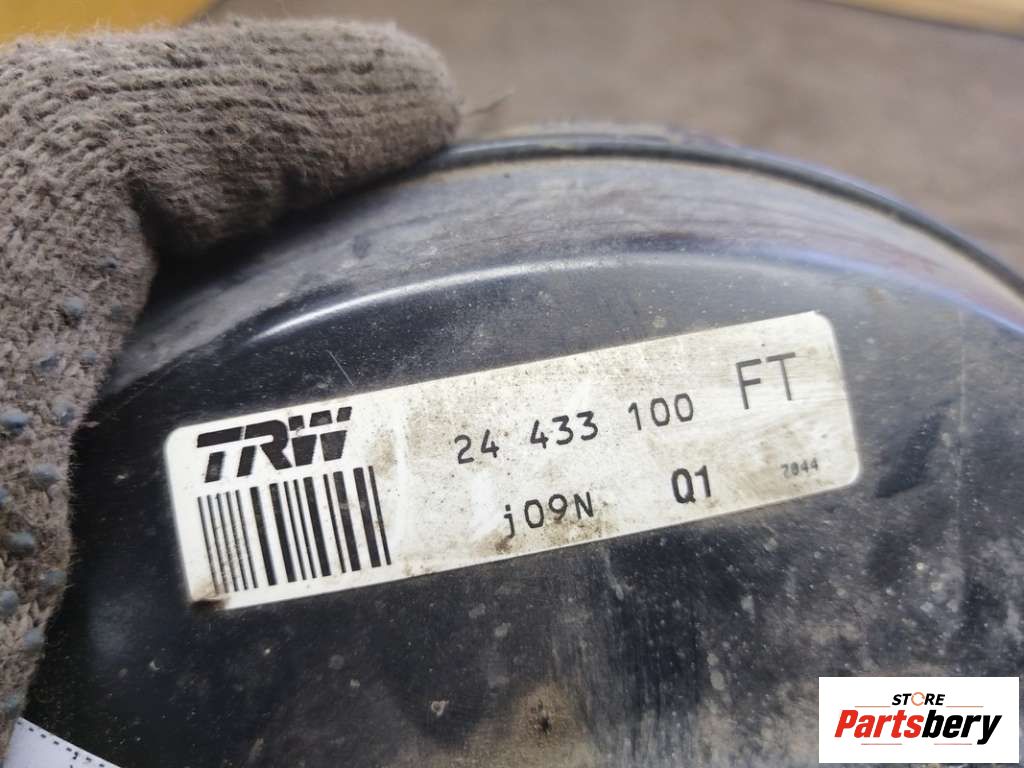 TRW
24 433 100 FT
j09N Q1 7044
STORE
Partsbery